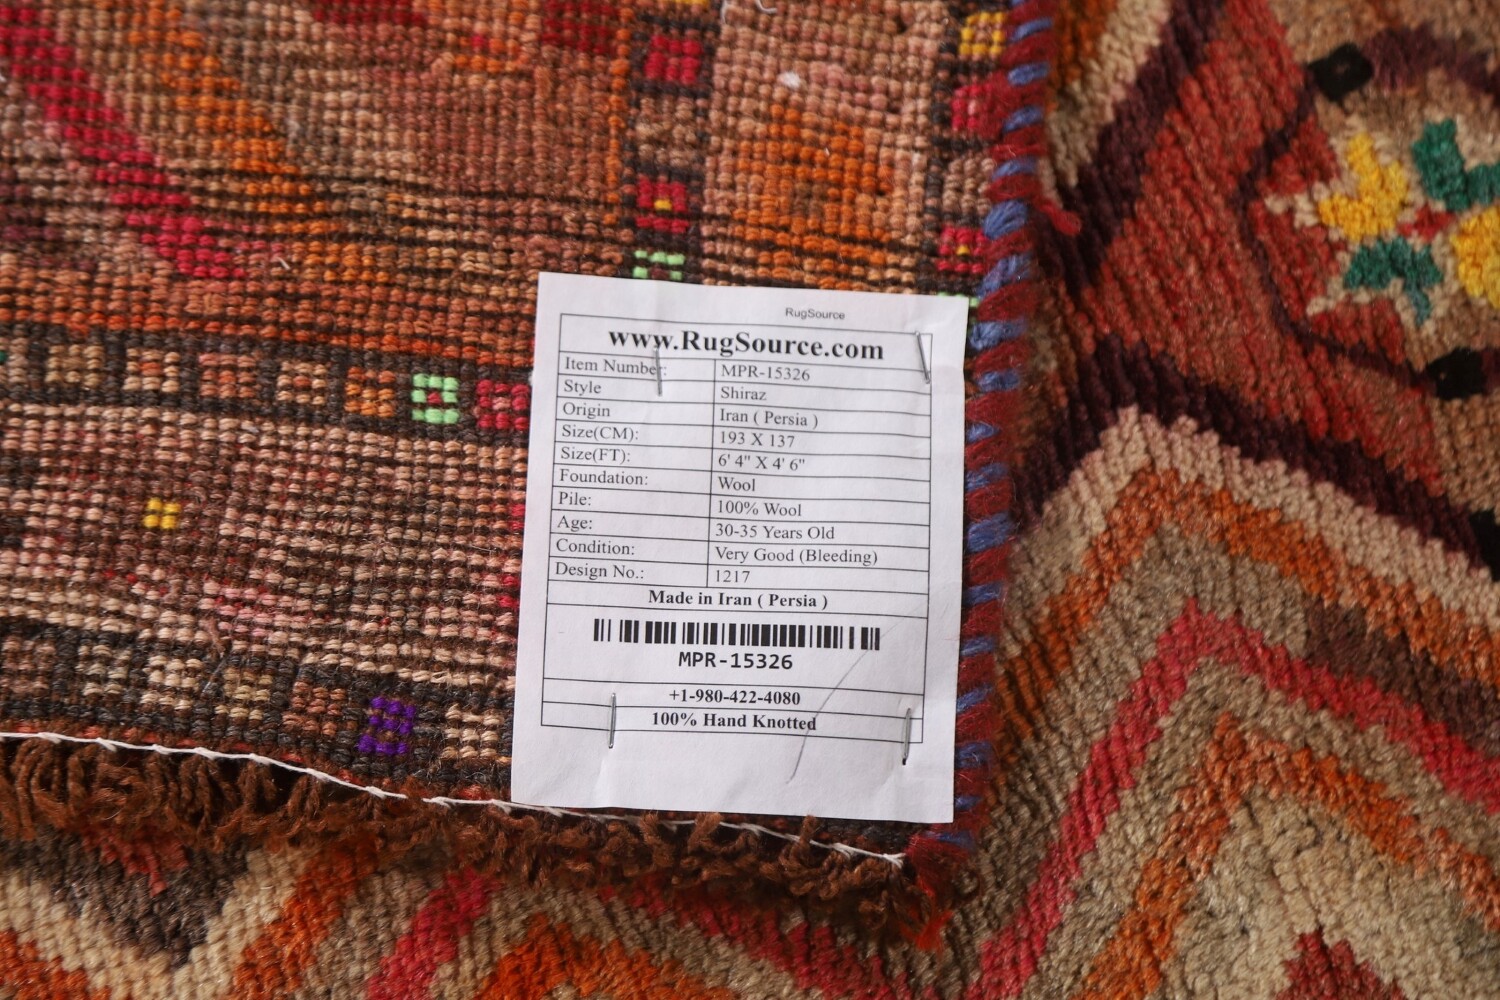 RugSource
www.RugSource.com
Item Number: MPR-15326
Style Shiraz
Origin Iran ( Persia )
Size(CM): 193 X 137
Size(FT): 6' 4" X 4' 6"
Foundation: Wool
Pile: 100% Wool
Age: 30-35 Years Old
Condition: Very Good (Bleeding)
Design No.: 1217
Made in Iran ( Persia )
MPR-15326
+1-980-422-4080
100% Hand Knotted